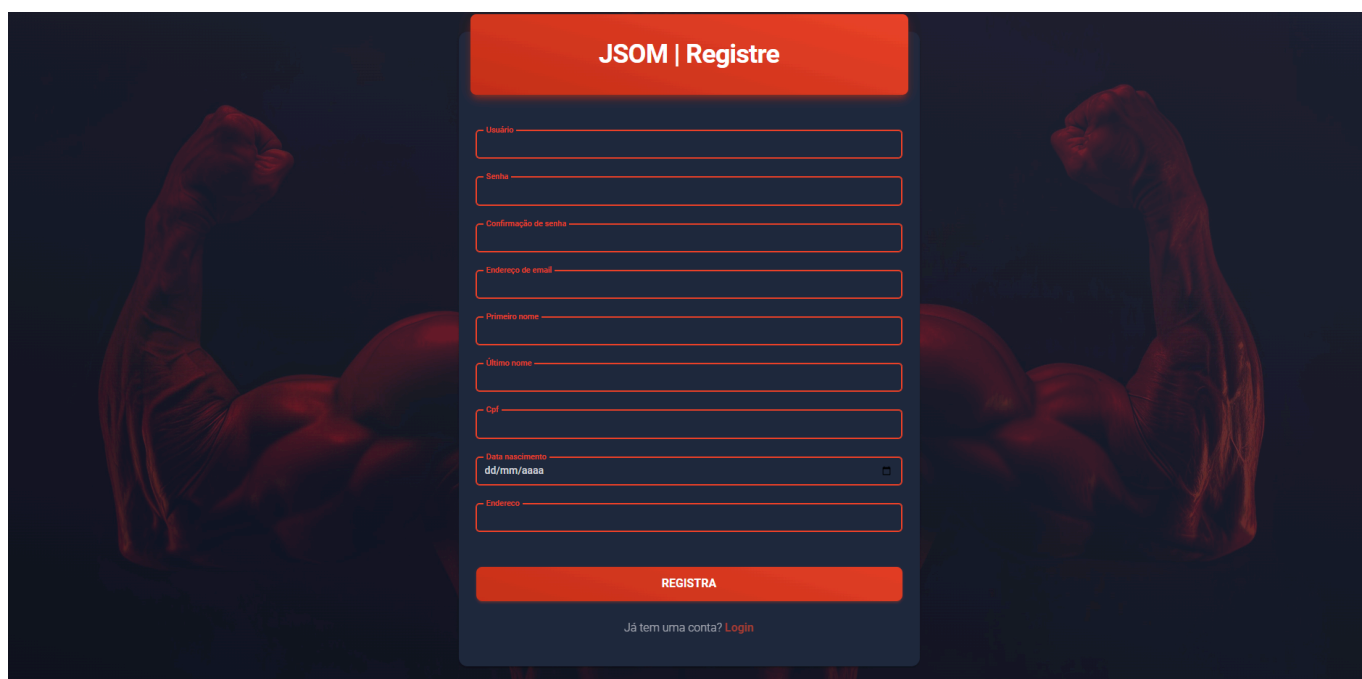 JSOM | Registre
Usuário
Senha
Confirmação de senha
Endereço de email
Primeiro nome
Último nome
Cpf
Data nascimento
dd/mm/aaaa
Endereco
REGISTRA
Já tem uma conta? Login